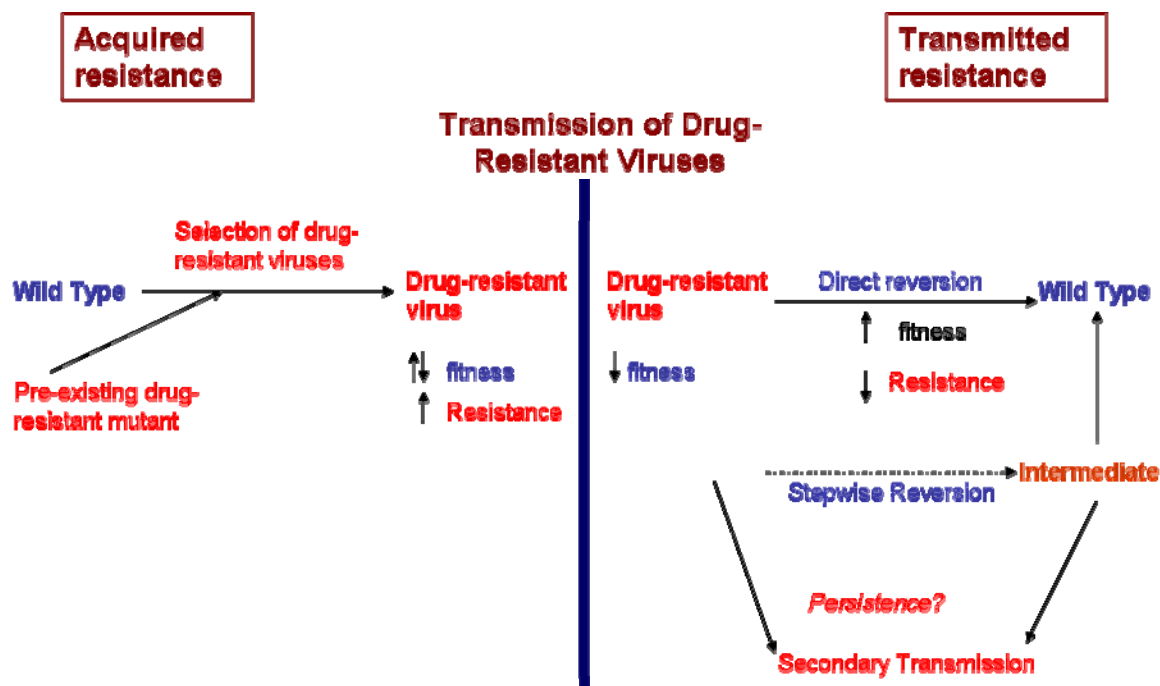 Acquired
resistance
Transmitted
resistance
Transmission of Drug-
Resistant Viruses
Selection of drug-
resistant viruses
Wild Type
Drug-resistant
virus
fitness
Resistance
Pre-existing drug-
resistant mutant
Drug-resistant
virus
fitness
Direct reversion
Wild Type
fitness
Resistance
Intermediate
Stepwise Reversion
Persistence?
Secondary Transmission